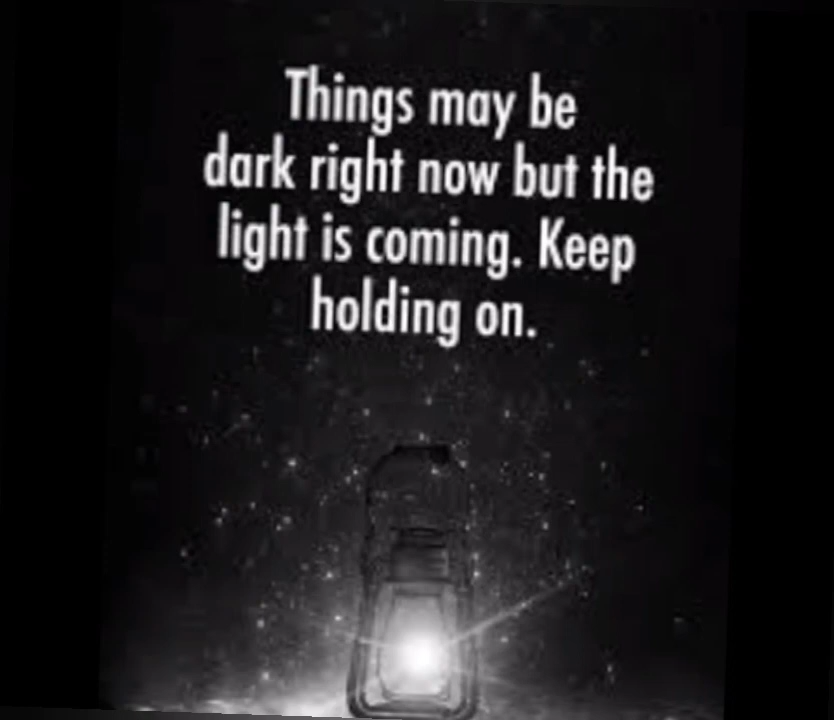 Things may be
dark right now but the
light is coming. Keep
holding on.